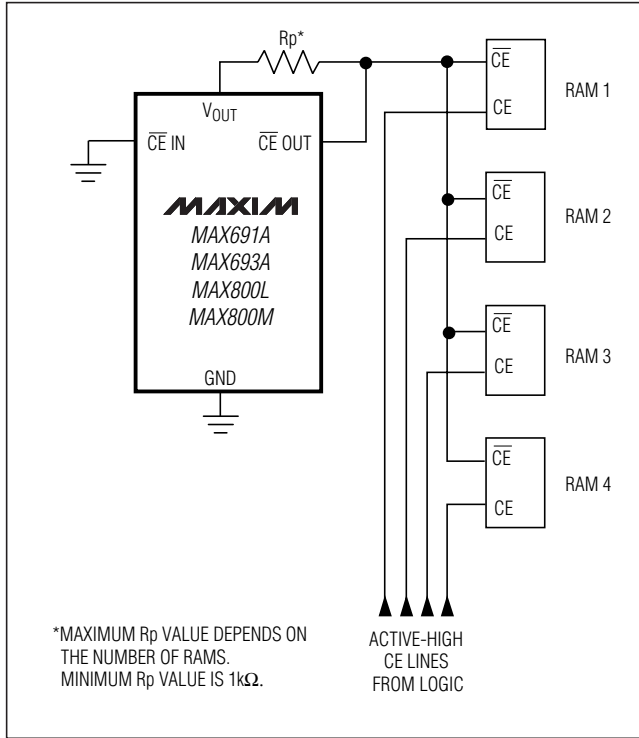 Rp*
VOUT
CE IN
CE OUT
MAXIM
MAX691A
MAX693A
MAX800L
MAX800M
GND
CE
CE
RAM 1
CE
CE
RAM 2
CE
CE
RAM 3
CE
CE
RAM 4
*MAXIMUM Rp VALUE DEPENDS ON
THE NUMBER OF RAMS.
MINIMUM Rp VALUE IS 1kΩ.
ACTIVE-HIGH
CE LINES
FROM LOGIC